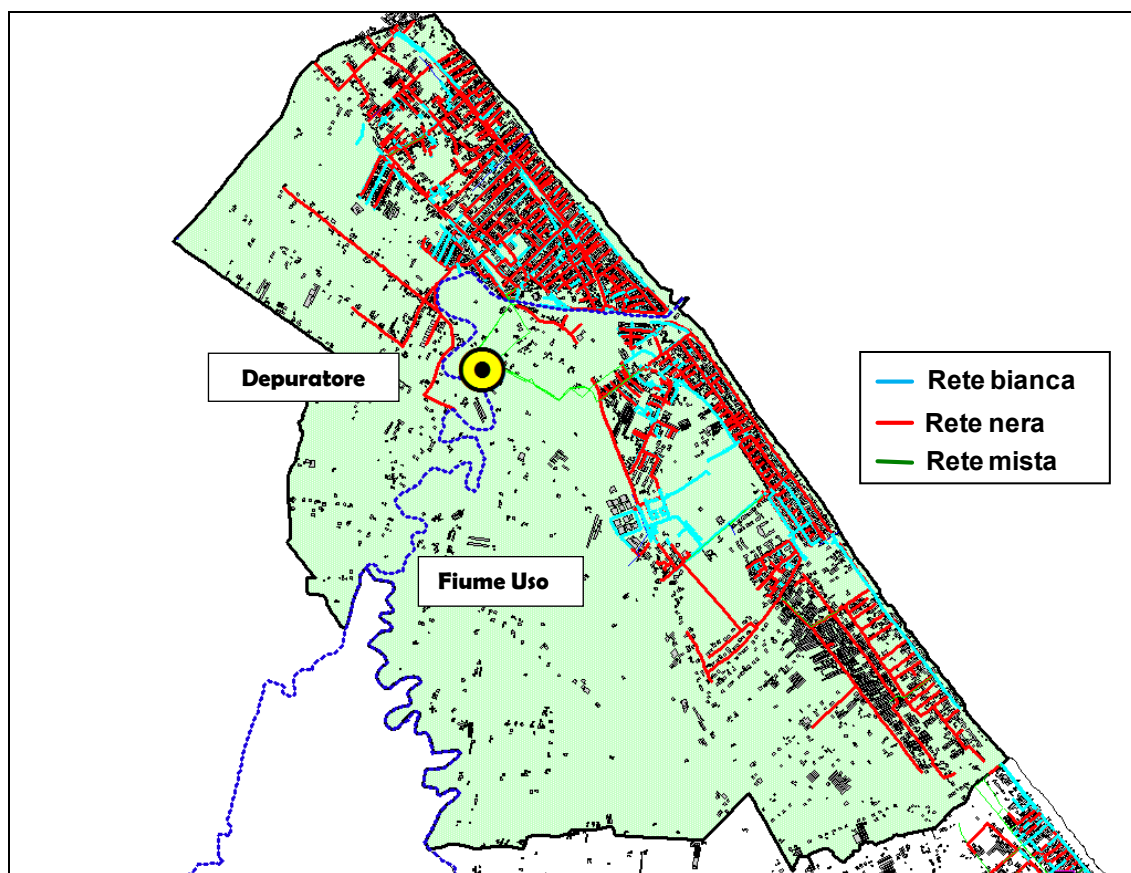 Depuratore
Rete bianca
Rete nera
Rete mista
Fiume Uso